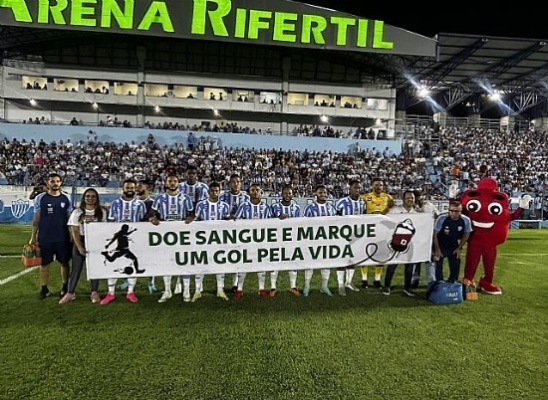 ARENA RIFERTIL
DOE SANGUE E MARQUE
UM GOL PELA VIDA